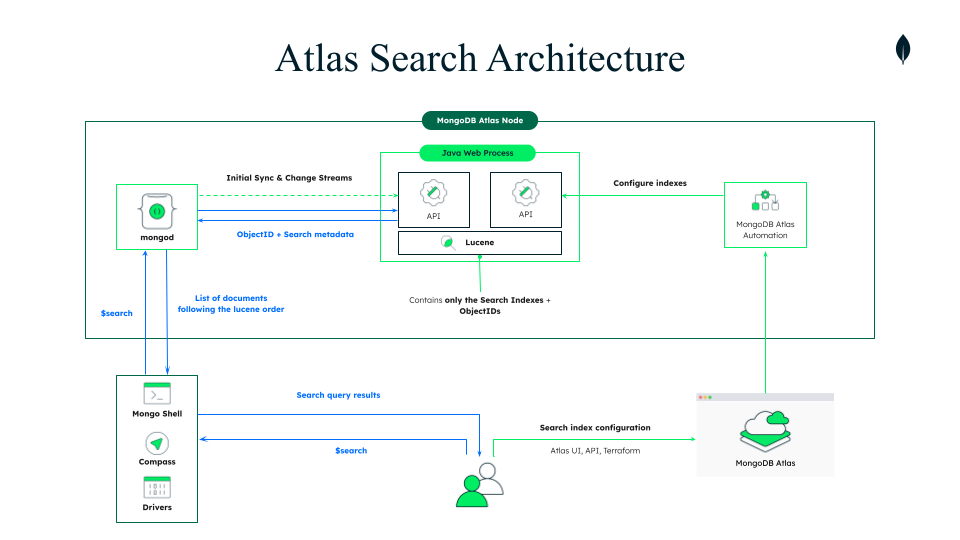 Atlas Search Architecture
MongoDB Atlas Node
Java Web Process
Initial Sync & Change Streams
Configure indexes
API
API
mongod
ObjectID + Search metadata
Lucene
MongoDB Atlas
Automation
List of documents
following the lucene order
Contains only the Search Indexes +
ObjectIDs
$search
Mongo Shell
Search query results
Compass
$search
Search index configuration
Atlas UI, API, Terraform
MongoDB Atlas
Drivers